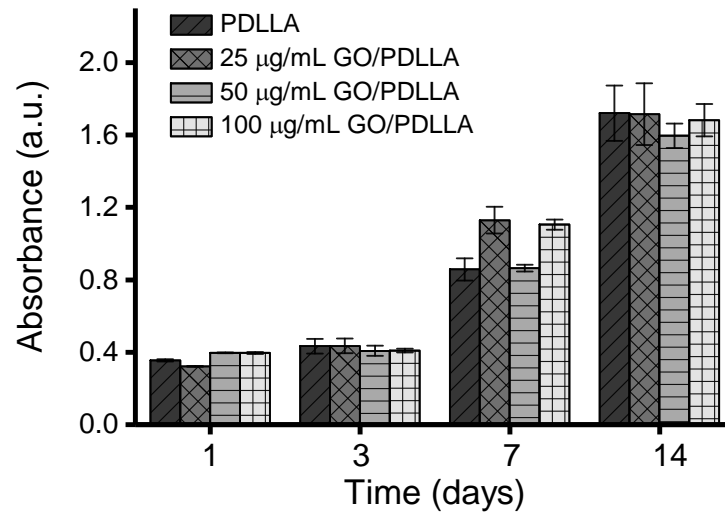 PDLLA
25 μg/mL GO/PDLLA
50 μg/mL GO/PDLLA
100 μg/mL GO/PDLLA
Absorbance (a.u.)
2.0
1.6
1.2
0.8
0.4
0.0
1 3 7 14
Time (days)